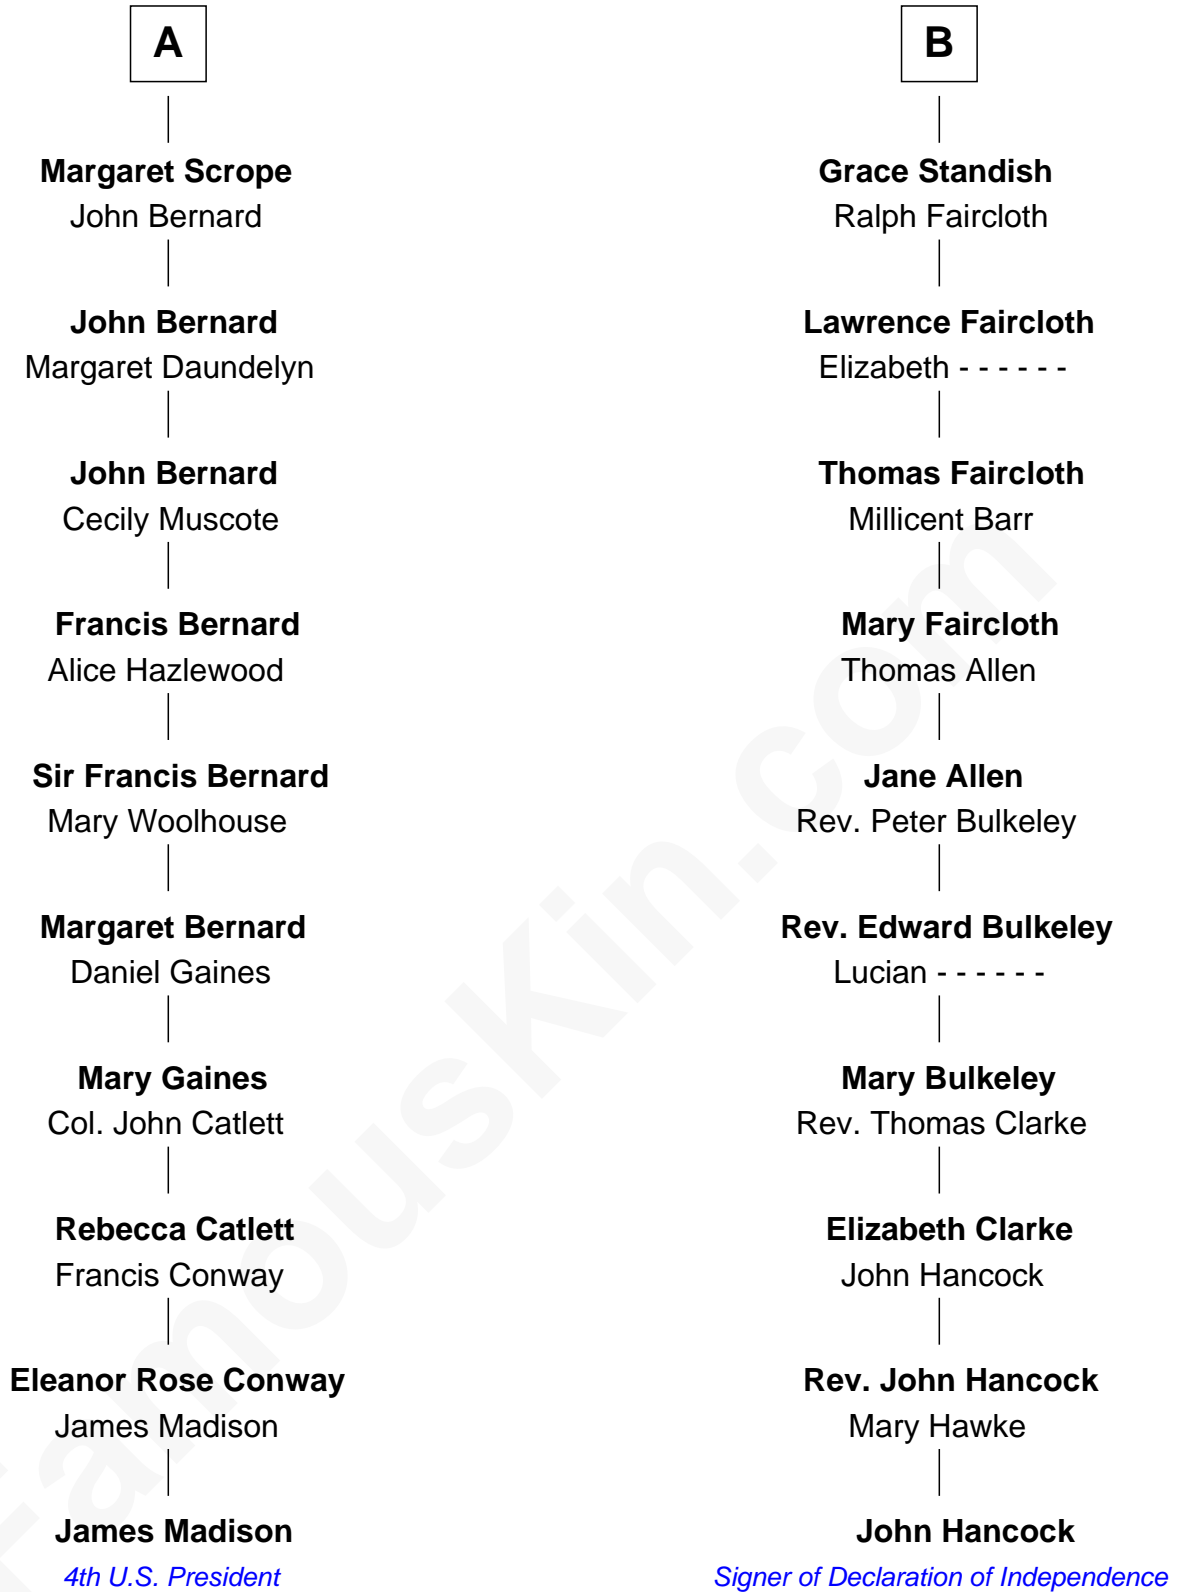 A
Margaret Scrope
John Bernard
John Bernard
Margaret Daundelyn
John Bernard
Cecily Muscote
Francis Bernard
Alice Hazlewood
Sir Francis Bernard
Mary Woolhouse
Margaret Bernard
Daniel Gaines
Mary Gaines
Col. John Catlett
Rebecca Catlett
Francis Conway
Eleanor Rose Conway
James Madison
James Madison
4th U.S. President
B
Grace Standish
Ralph Faircloth
Lawrence Faircloth
Elizabeth - - - - - -
Thomas Faircloth
Millicent Barr
Mary Faircloth
Thomas Allen
Jane Allen
Rev. Peter Bulkeley
Rev. Edward Bulkeley
Lucian - - - - - -
Mary Bulkeley
Rev. Thomas Clarke
Elizabeth Clarke
John Hancock
Rev. John Hancock
Mary Hawke
John Hancock
Signer of Declaration of Independence
FamousKin.com